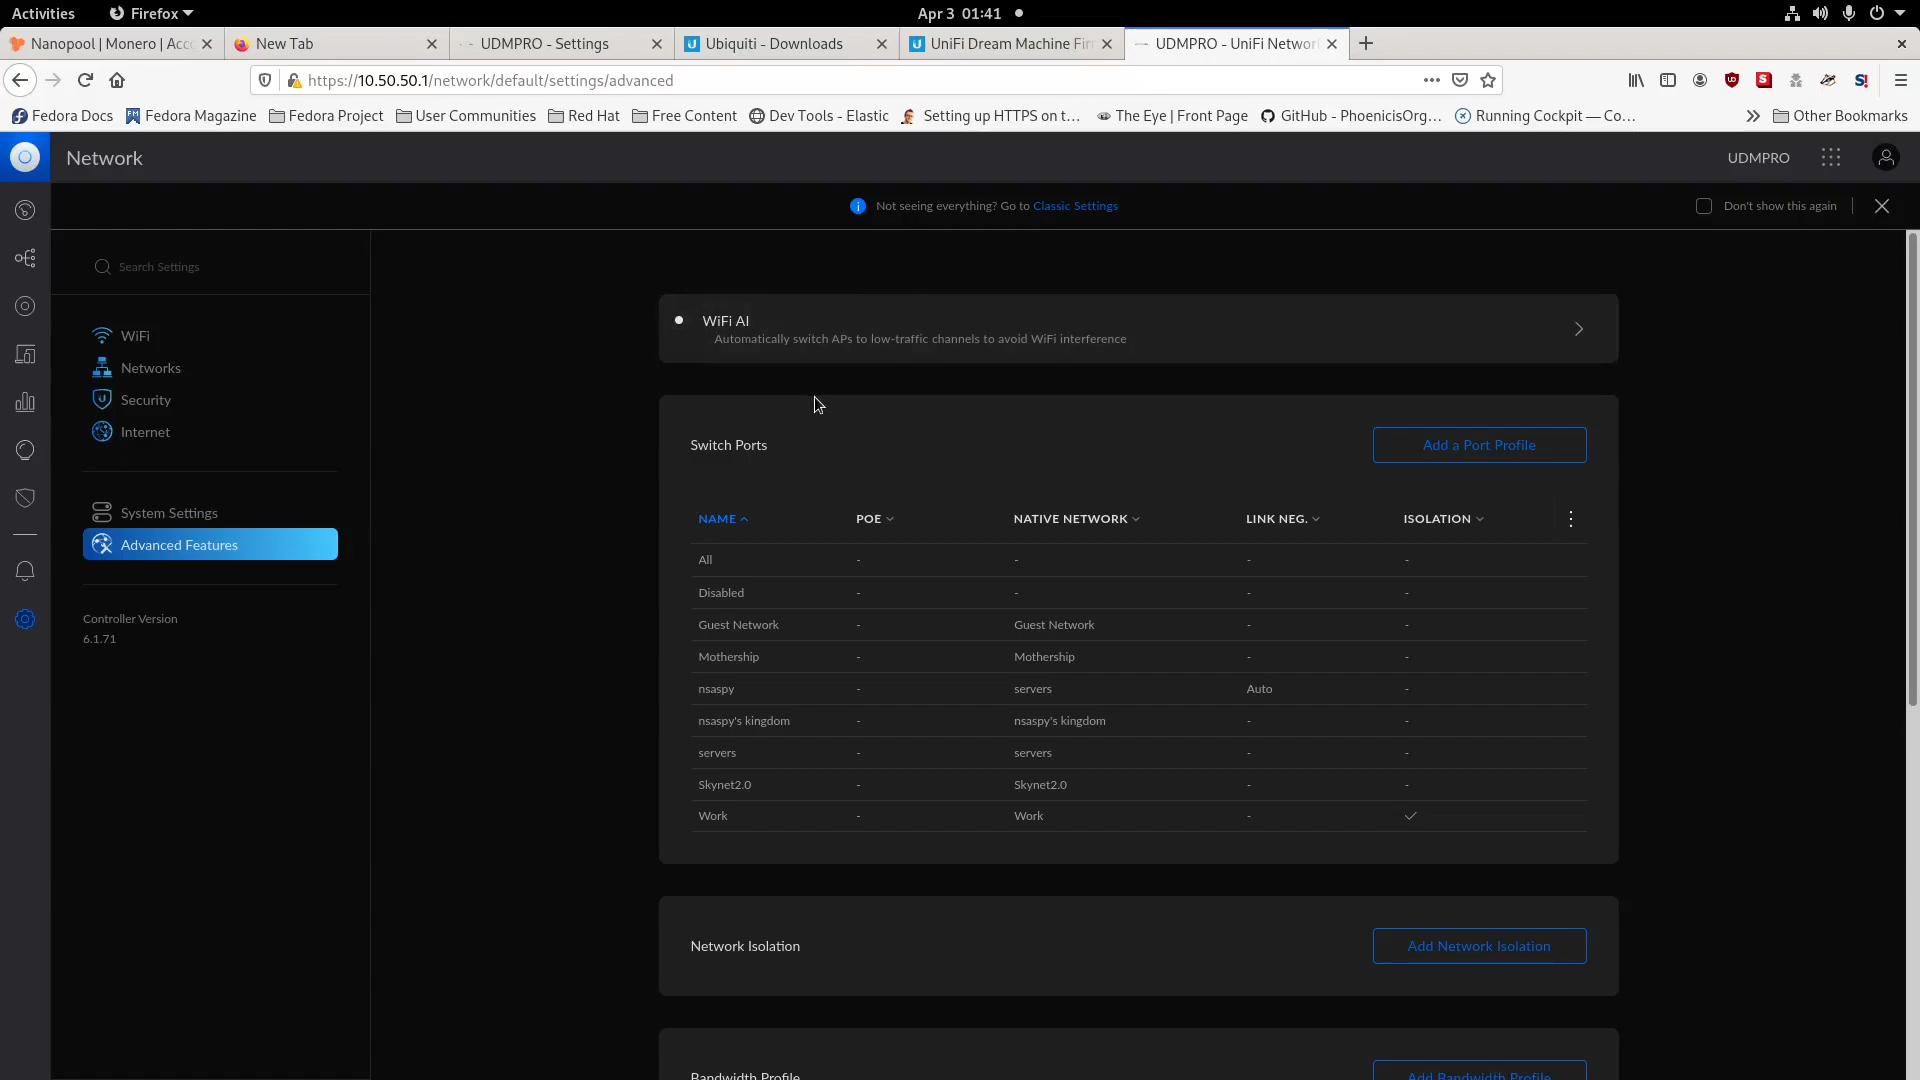 Activities
Firefox
Apr 3 01:41
Nanopool | Monero | Acc
New Tab
UDMPRO - Settings
Ubiquiti - Downloads
UniFi Dream Machine Fir
UDMPRO - UniFi Networ
https://10.50.50.1/network/default/settings/advanced
Fedora Docs
Fedora Magazine
Fedora Project
User Communities
Red Hat
Free Content
Dev Tools - Elastic
Setting up HTTPS on t...
The Eye | Front Page
GitHub - PhoenicisOrg...
Running Cockpit — Co...
Other Bookmarks
Network
UDMPRO
Not seeing everything? Go to Classic Settings
Don't show this again
Search Settings
WiFi
Networks
Security
Internet
System Settings
Advanced Features
Controller Version
6.1.71
WiFi AI
Automatically switch APs to low-traffic channels to avoid WiFi interference
Switch Ports
Add a Port Profile
NAME POE NATIVE NETWORK LINK NEG. ISOLATION
All - - - -
Disabled - - - -
Guest Network - Guest Network - -
Mothership - Mothership - -
nsaspy - servers Auto -
nsaspy's kingdom - nsaspy's kingdom - -
servers - servers - -
Skynet2.0 - Skynet2.0 - -
Work - Work -
Network Isolation
Add Network Isolation
Bandwidth Profile
Add Bandwidth Profile